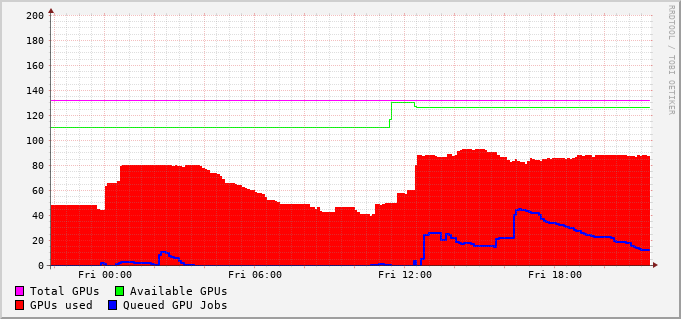 200
180
160
140
120
100
80
60
40
20
0
Fri 00:00 Fri 06:00 Fri 12:00 Fri 18:00
Total GPUs Available GPUs
GPUs used Queued GPU Jobs
RRDTOOL / TOBI OETIKER